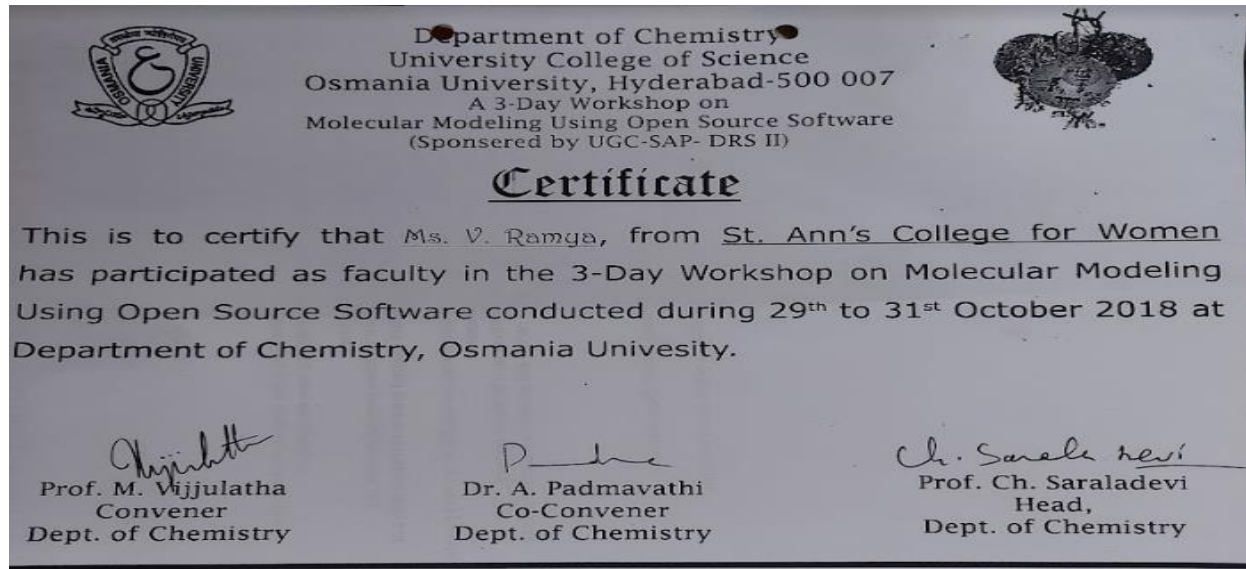 OSMANIA UNIVERSITY
Department of Chemistry
University College of Science
Osmania University, Hyderabad-500 007
A 3-Day Workshop on
Molecular Modeling Using Open Source Software
(Sponsered by UGC-SAP- DRS II)
Certificate
This is to certify that Ms. V. Ramya, from St. Ann's College for Women
has participated as faculty in the 3-Day Workshop on Molecular Modeling
Using Open Source Software conducted during 29th to 31st October 2018 at
Department of Chemistry, Osmania Univesity.
Ch. Sarala Devi
Prof. M. Vijjulatha
Convener
Dept. of Chemistry
Dr. A. Padmavathi
Co-Convener
Dept. of Chemistry
Prof. Ch. Saraladevi
Head,
Dept. of Chemistry